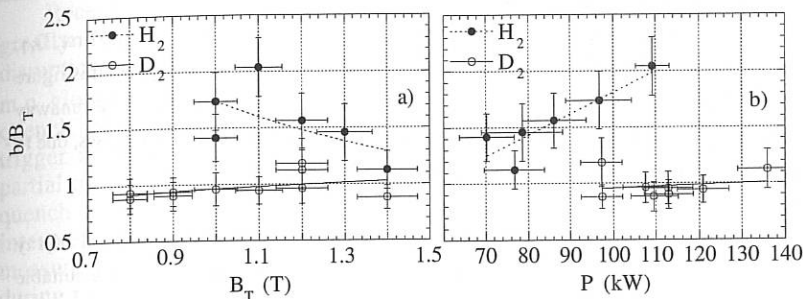 2.5
2
1.5
1
0.5
b/B_T
H_2
D_2
a)
0.7 0.9 1.1 1.3 1.5
B_T (T)
H_2
D_2
b)
70 80 90 100 110 120 130 140
P (kW)